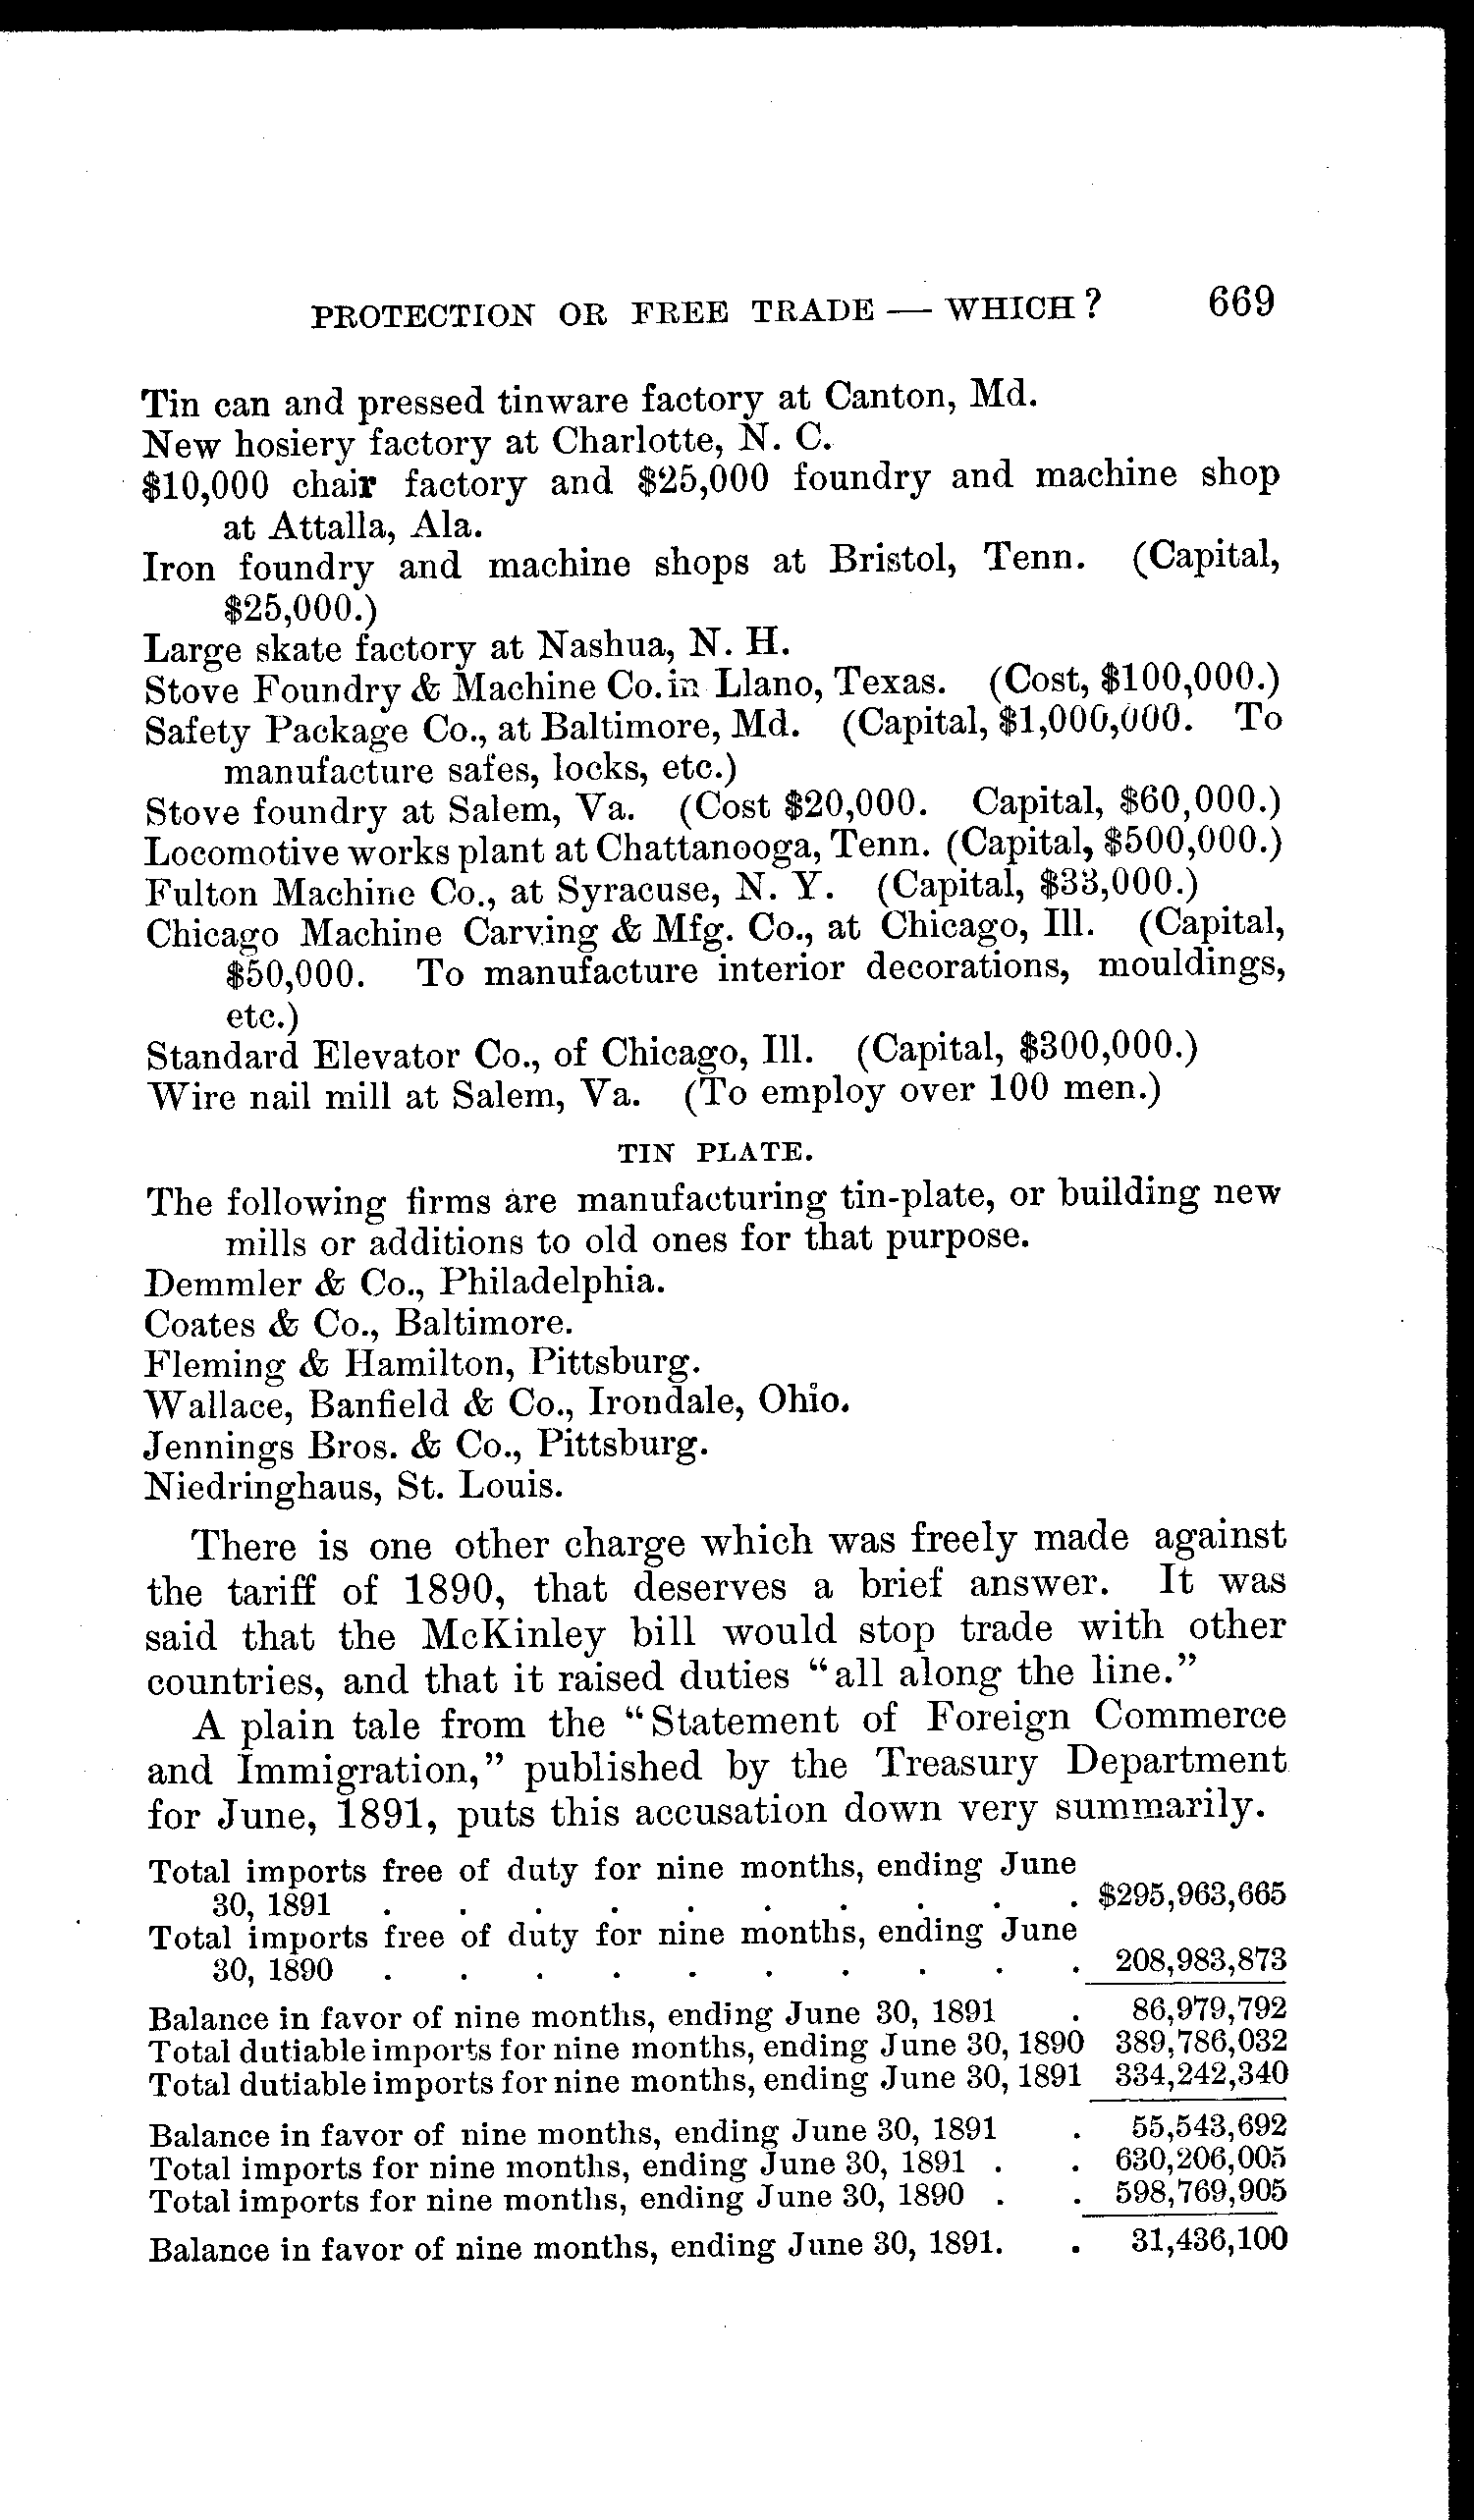 PROTECTION OR FREE TRADE — WHICH? 669
Tin can and pressed tinware factory at Canton, Md.
New hosiery factory at Charlotte, N. C.
$10,000 chair factory and $25,000 foundry and machine shop
at Attalla, Ala.
Iron foundry and machine shops at Bristol, Tenn. (Capital,
$25,000.)
Large skate factory at Nashua, N. H.
Stove Foundry & Machine Co. in Llano, Texas. (Cost, $100,000.)
Safety Package Co., at Baltimore, Md. (Capital, $1,000,000. To
manufacture safes, locks, etc.)
Stove foundry at Salem, Va. (Cost $20,000. Capital, $60,000.)
Locomotive works plant at Chattanooga, Tenn. (Capital, $500,000.)
Fulton Machine Co., at Syracuse, N. Y. (Capital, $33,000.)
Chicago Machine Carving & Mfg. Co., at Chicago, Ill. (Capital,
$50,000. To manufacture interior decorations, mouldings,
etc.)
Standard Elevator Co., of Chicago, Ill. (Capital, $300,000.)
Wire nail mill at Salem, Va. (To employ over 100 men.)
TIN PLATE.
The following firms are manufacturing tin-plate, or building new
mills or additions to old ones for that purpose.
Demmler & Co., Philadelphia.
Coates & Co., Baltimore.
Fleming & Hamilton, Pittsburg.
Wallace, Banfield & Co., Irondale, Ohio.
Jennings Bros. & Co., Pittsburg.
Niedringhaus, St. Louis.
There is one other charge which was freely made against
the tariff of 1890, that deserves a brief answer. It was
said that the McKinley bill would stop trade with other
countries, and that it raised duties “all along the line.”
A plain tale from the “Statement of Foreign Commerce
and Immigration,” published by the Treasury Department
for June, 1891, puts this accusation down very summarily.
Total imports free of duty for nine months, ending June
30, 1891 . . . . . . . . . . $295,963,665
Total imports free of duty for nine months, ending June
30, 1890 . . . . . . . . . . 208,983,873
Balance in favor of nine months, ending June 30, 1891 . 86,979,792
Total dutiable imports for nine months, ending June 30, 1890 389,786,032
Total dutiable imports for nine months, ending June 30, 1891 334,242,340
Balance in favor of nine months, ending June 30, 1891 . 55,543,692
Total imports for nine months, ending June 30, 1891 . . 630,206,005
Total imports for nine months, ending June 30, 1890 . . 598,769,905
Balance in favor of nine months, ending June 30, 1891. . 31,436,100